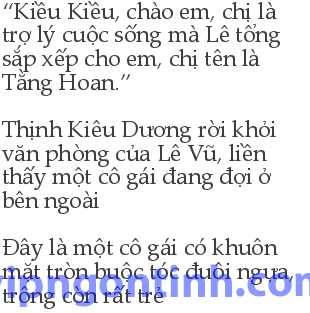 “Kiều Kiều, chào em, chị là
trợ lý cuộc sống mà Lê tổng
sắp xếp cho em, chị tên là
Tằng Hoan.”
Thịnh Kiêu Dương rời khỏi
văn phòng của Lê Vũ, liền
thấy một cô gái đang đợi ở
bên ngoài
Đây là một cô gái có khuôn
mặt tròn buộc tóc đuôi ngựa,
trông còn rất trẻ
vipngontinh.com